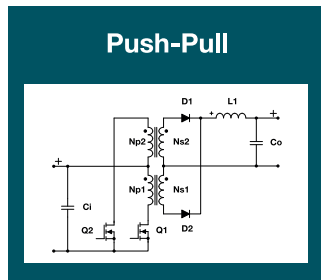 Push-Pull
D1 L1
+ +
Np2 Ns2 Co
+
Np1 Ns1
Ci
Q2 Q1 D2